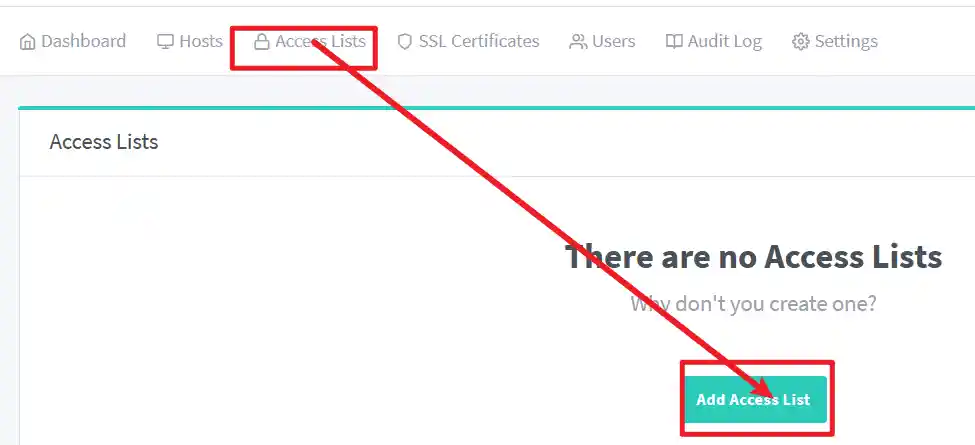 Dashboard Hosts Access Lists SSL Certificates Users Audit Log Settings
Access Lists
There are no Access Lists
Why don't you create one?
Add Access List